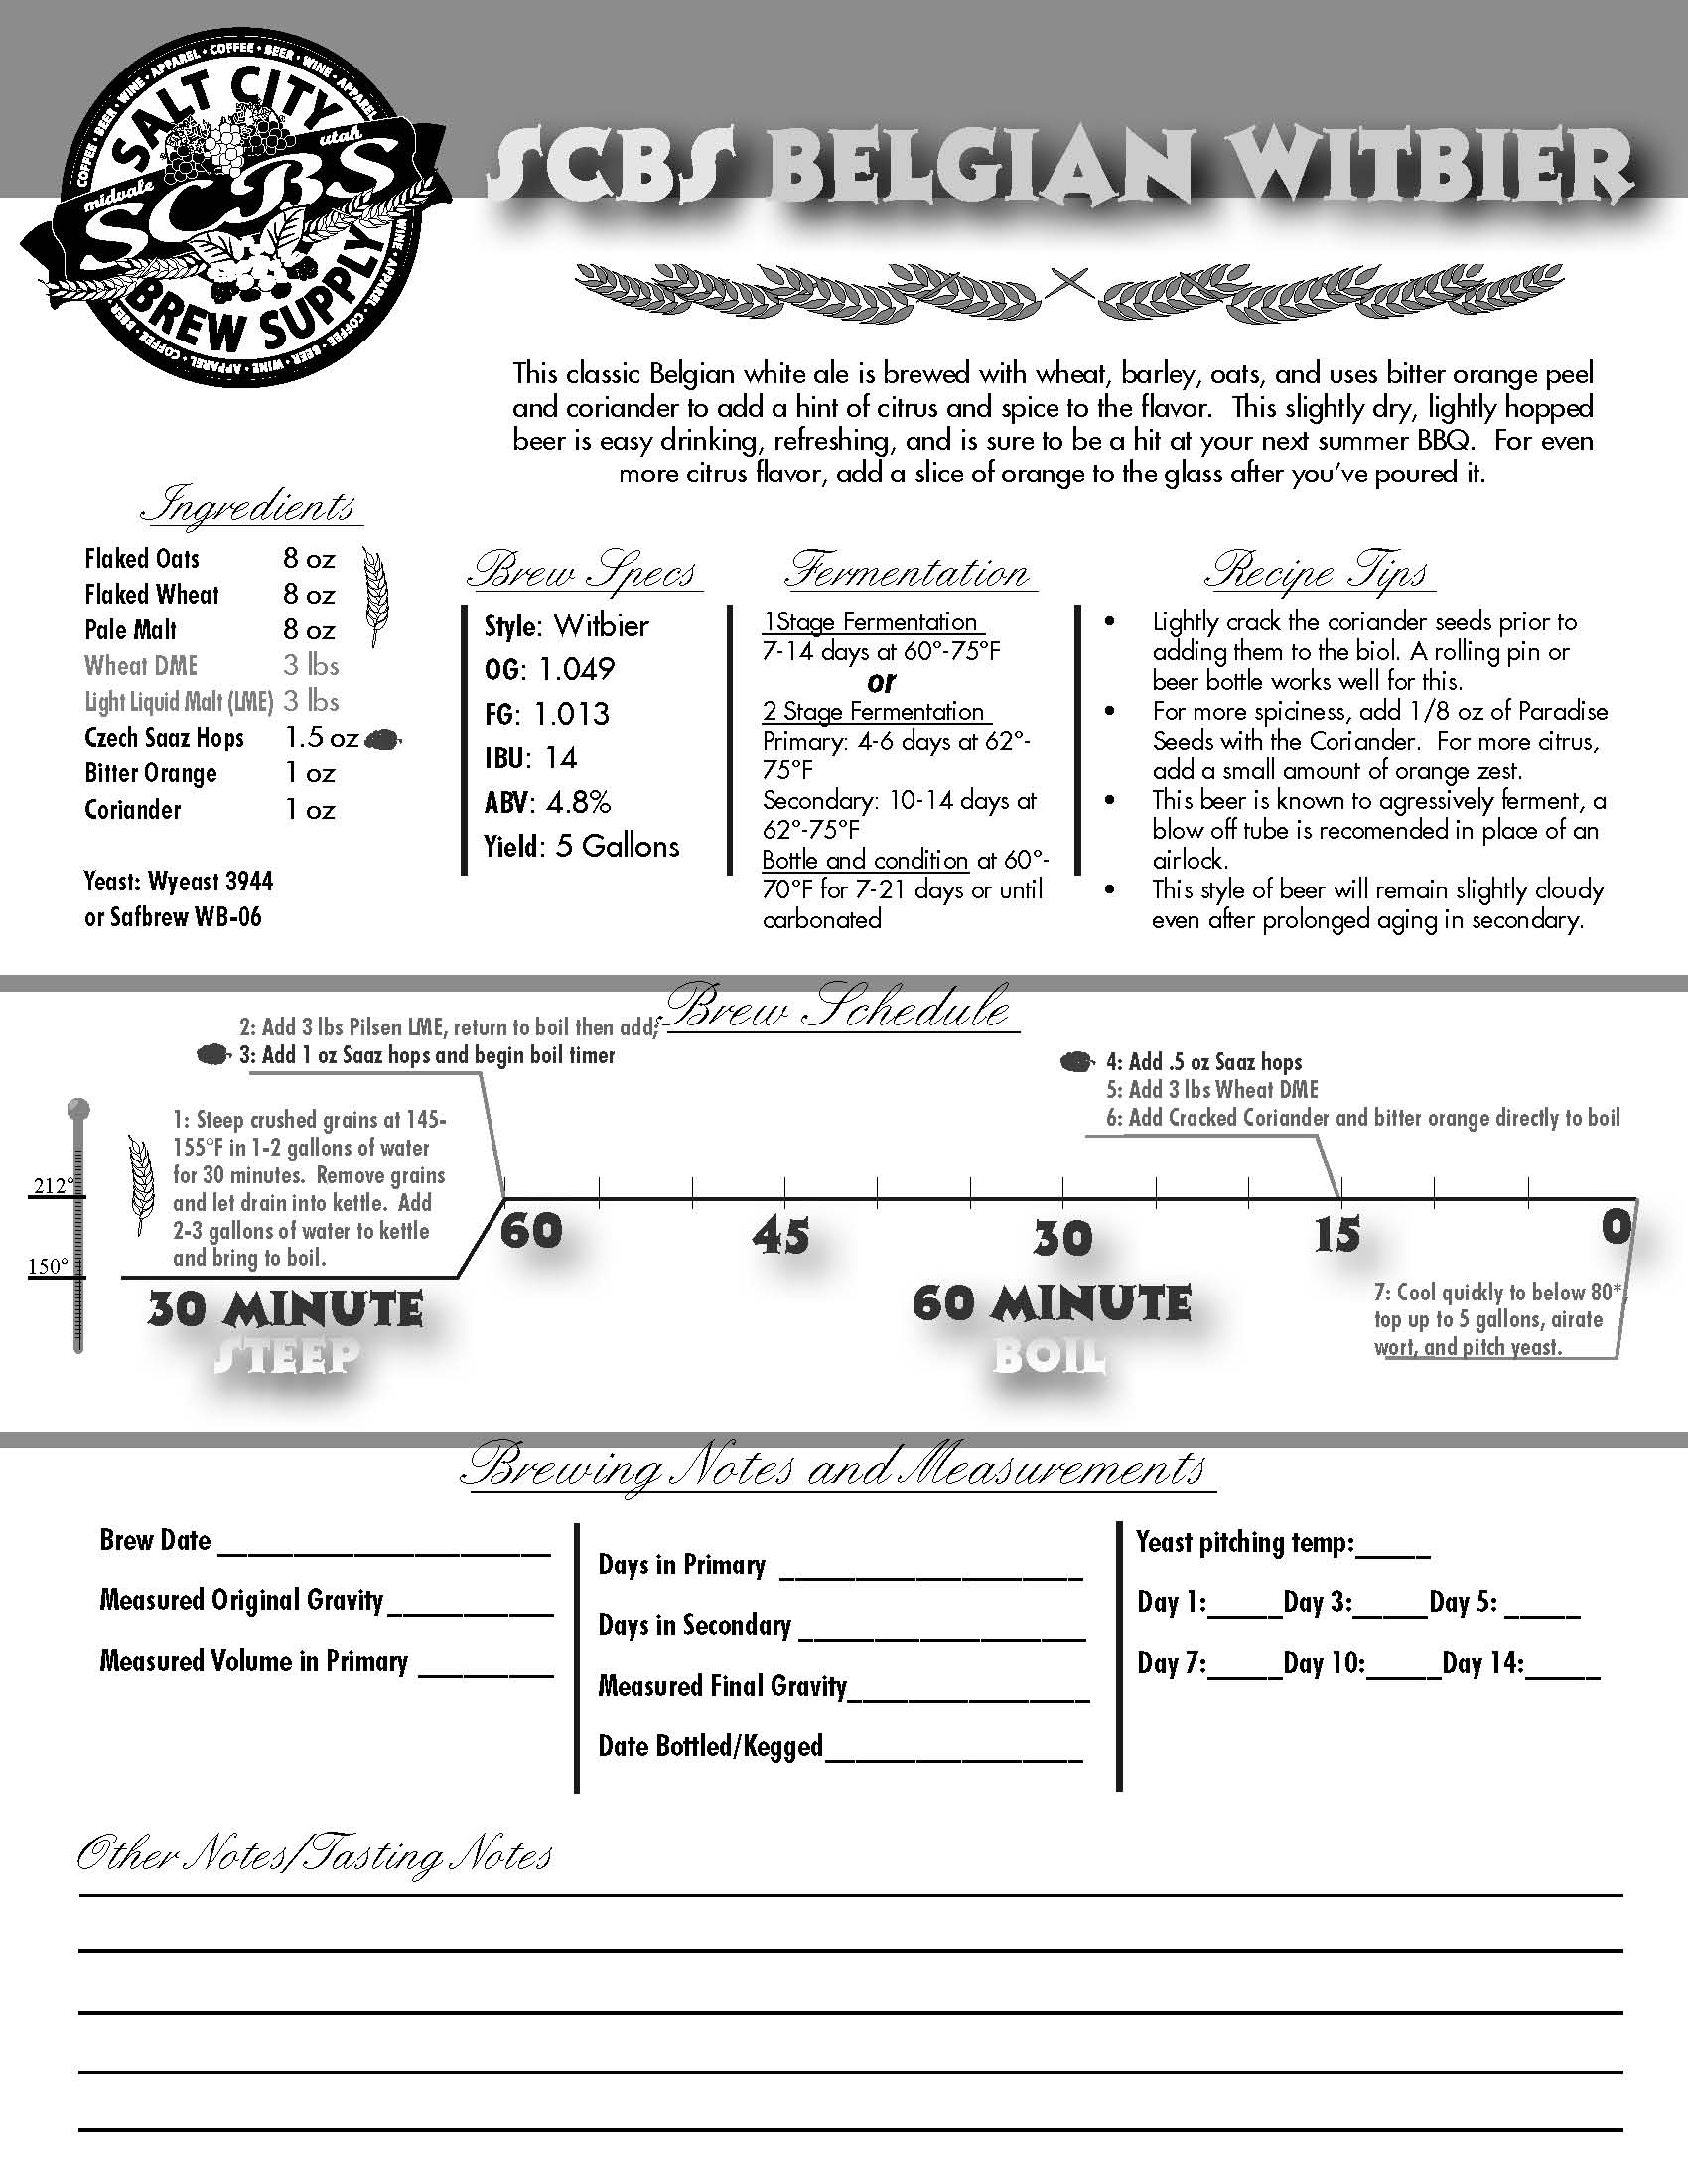 COFFEE • BEER • WINE • APPAREL • COFFEE • BEER • WINE • APPAREL
SALT CITY
midvale
utah
SCBS
BREW SUPPLY
SCBS BELGIAN WITBIER
This classic Belgian white ale is brewed with wheat, barley, oats, and uses bitter orange peel
and coriander to add a hint of citrus and spice to the flavor. This slightly dry, lightly hopped
beer is easy drinking, refreshing, and is sure to be a hit at your next summer BBQ. For even
more citrus flavor, add a slice of orange to the glass after you've poured it.
Ingredients
Flaked Oats 8 oz
Flaked Wheat 8 oz
Pale Malt 8 oz
Wheat DME 3 lbs
Light Liquid Malt (LME) 3 lbs
Czech Saaz Hops 1.5 oz
Bitter Orange 1 oz
Coriander 1 oz
Yeast: Wyeast 3944
or Safbrew WB-06
Brew Specs
Style: Witbier
OG: 1.049
FG: 1.013
IBU: 14
ABV: 4.8%
Yield: 5 Gallons
Fermentation
1Stage Fermentation
7-14 days at 60°-75°F
or
2 Stage Fermentation
Primary: 4-6 days at 62°-
75°F
Secondary: 10-14 days at
62°-75°F
Bottle and condition at 60°-
70°F for 7-21 days or until
carbonated
Recipe Tips
• Lightly crack the coriander seeds prior to
adding them to the biol. A rolling pin or
beer bottle works well for this.
• For more spiciness, add 1/8 oz of Paradise
Seeds with the Coriander. For more citrus,
add a small amount of orange zest.
• This beer is known to agressively ferment, a
blow off tube is recomended in place of an
airlock.
• This style of beer will remain slightly cloudy
even after prolonged aging in secondary.
Brew Schedule
2: Add 3 lbs Pilsen LME, return to boil then add;
3: Add 1 oz Saaz hops and begin boil timer
4: Add .5 oz Saaz hops
5: Add 3 lbs Wheat DME
6: Add Cracked Coriander and bitter orange directly to boil
1: Steep crushed grains at 145-
155°F in 1-2 gallons of water
for 30 minutes. Remove grains
and let drain into kettle. Add
2-3 gallons of water to kettle
and bring to boil.
212°
150°
60 45 30 15 0
30 MINUTE
STEEP
60 MINUTE
BOIL
7: Cool quickly to below 80*,
top up to 5 gallons, airate
wort, and pitch yeast.
Brewing Notes and Measurements
Brew Date ______________________
Measured Original Gravity___________
Measured Volume in Primary _________
Days in Primary ____________________
Days in Secondary ___________________
Measured Final Gravity________________
Date Bottled/Kegged_________________
Yeast pitching temp:_____
Day 1:_____Day 3:_____Day 5: _____
Day 7:_____Day 10:_____Day 14:_____
Other Notes/Tasting Notes